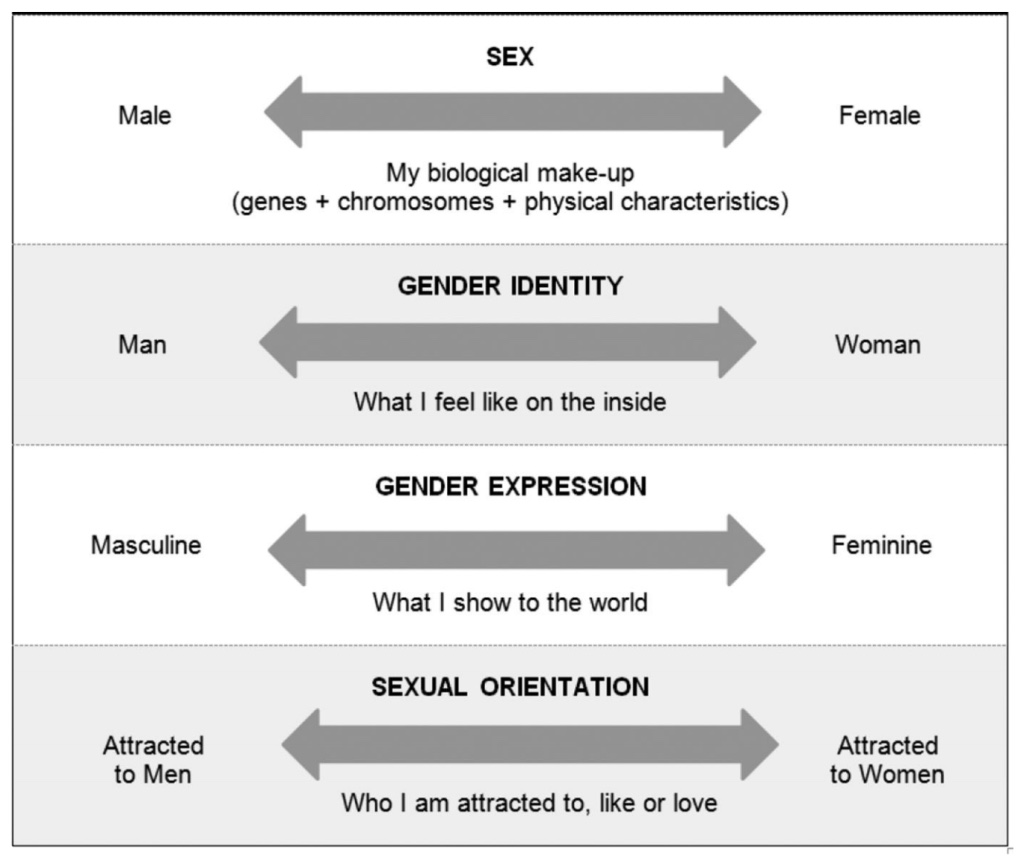 SEX
Male
Female
My biological make-up
(genes + chromosomes + physical characteristics)
GENDER IDENTITY
Man
Woman
What I feel like on the inside
GENDER EXPRESSION
Masculine
Feminine
What I show to the world
SEXUAL ORIENTATION
Attracted
to Men
Attracted
to Women
Who I am attracted to, like or love